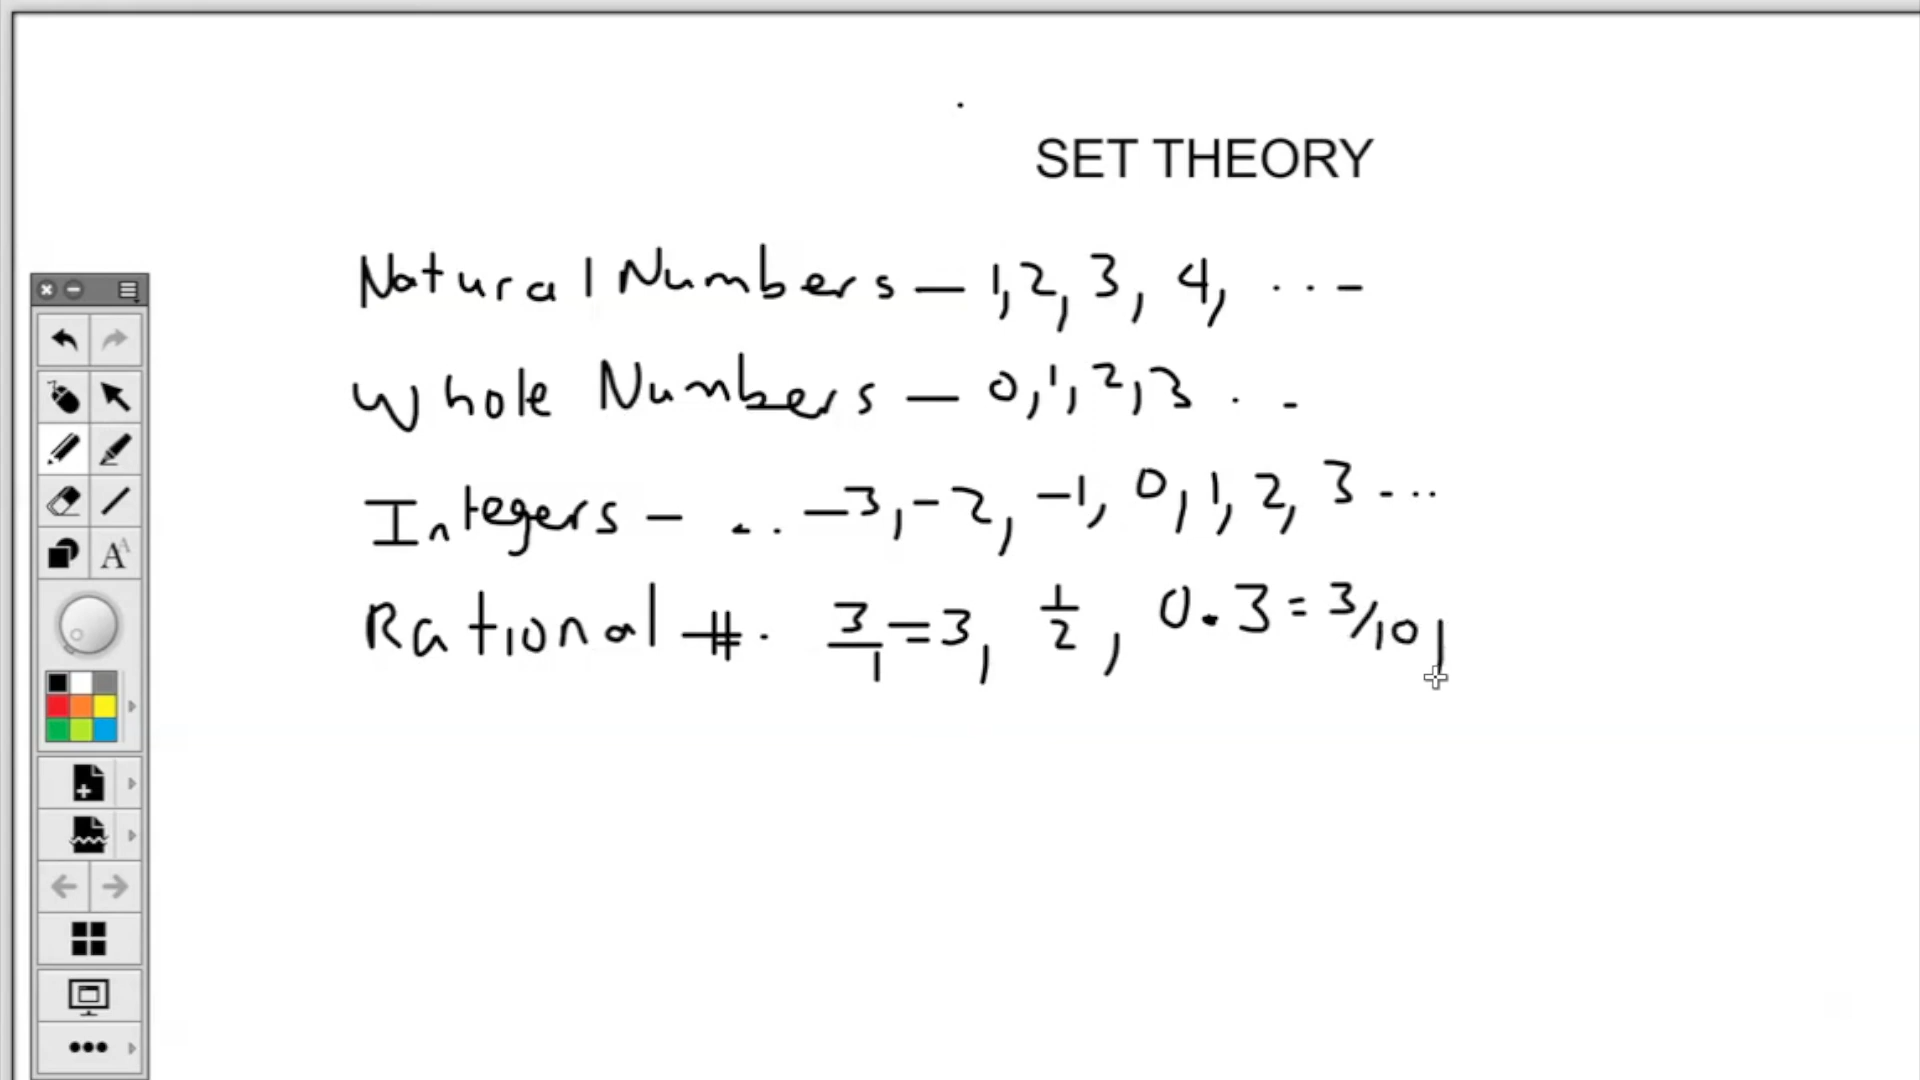 SET THEORY
Natural Numbers — 1, 2, 3, 4, ...
Whole Numbers — 0, 1, 2, 3 . .
Integers — .. -3, -2, -1, 0, 1, 2, 3 ...
Rational #. 3/1 = 3, 1/2, 0.3 = 3/10,